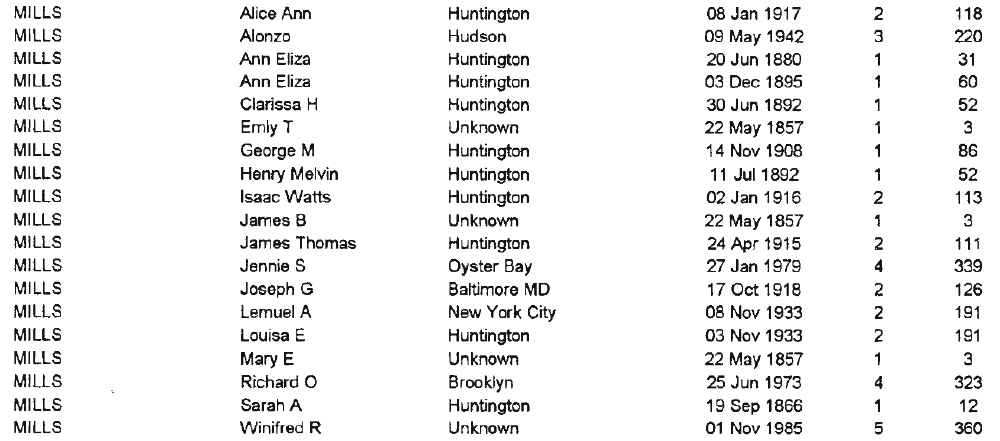 MILLS Alice Ann Huntington 08 Jan 1917 2 118
MILLS Alonzo Hudson 09 May 1942 3 220
MILLS Ann Eliza Huntington 20 Jun 1880 1 31
MILLS Ann Eliza Huntington 03 Dec 1895 1 60
MILLS Clarissa H Huntington 30 Jun 1892 1 52
MILLS Emly T Unknown 22 May 1857 1 3
MILLS George M Huntington 14 Nov 1908 1 86
MILLS Henry Melvin Huntington 11 Jul 1892 1 52
MILLS Isaac Watts Huntington 02 Jan 1916 2 113
MILLS James B Unknown 22 May 1857 1 3
MILLS James Thomas Huntington 24 Apr 1915 2 111
MILLS Jennie S Oyster Bay 27 Jan 1979 4 339
MILLS Joseph G Baltimore MD 17 Oct 1918 2 126
MILLS Lemuel A New York City 08 Nov 1933 2 191
MILLS Louisa E Huntington 03 Nov 1933 2 191
MILLS Mary E Unknown 22 May 1857 1 3
MILLS Richard O Brooklyn 25 Jun 1973 4 323
MILLS Sarah A Huntington 19 Sep 1866 1 12
MILLS Winifred R Unknown 01 Nov 1985 5 360